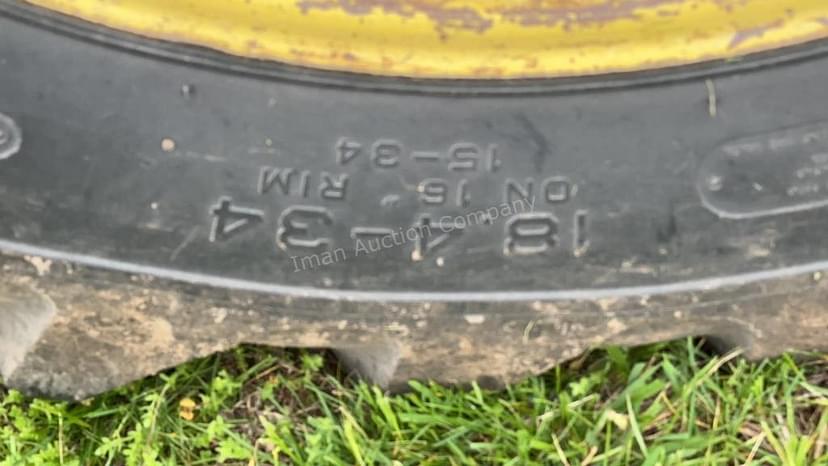 18.4-34
ON 16" RIM
15-34
Iman Auction Company